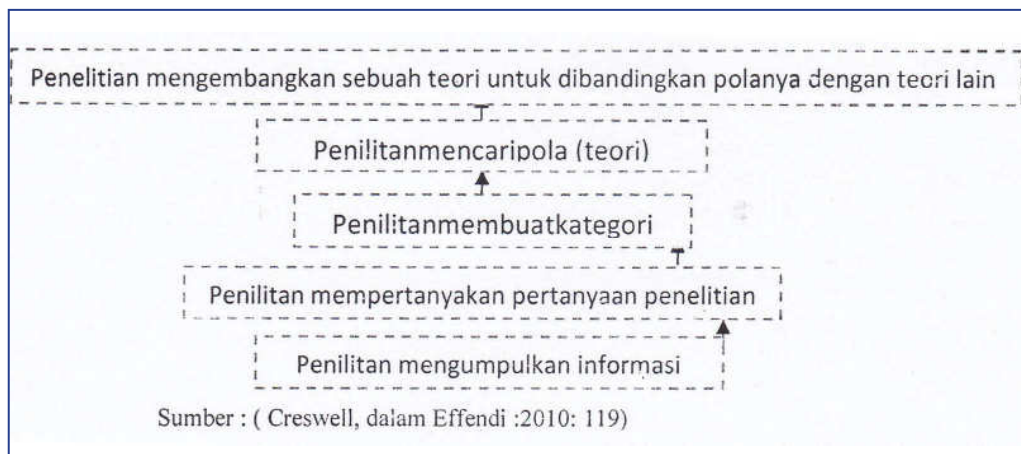 Penelitian mengembangkan sebuah teori untuk dibandingkan polanya dengan teori lain
Penilitanmencaripola (teori)
Penilitanmembuatkategori
Penilitan mempertanyakan pertanyaan penelitian
Penilitan mengumpulkan informasi
Sumber : ( Creswell, dalam Effendi :2010: 119)